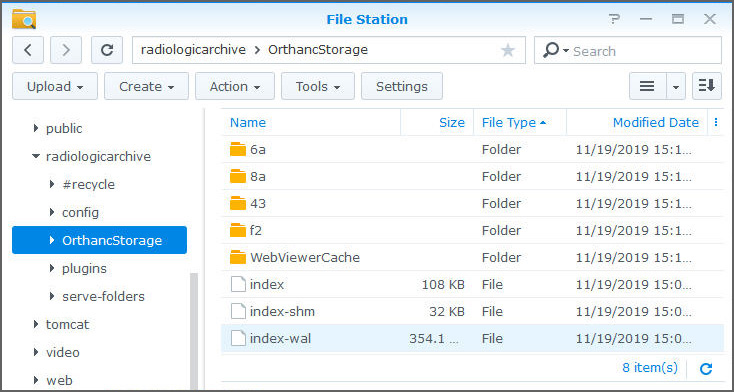 File Station
radiologicarchive > OrthancStorage
Search
Upload Create Action Tools Settings
public
radiologicarchive
#recycle
config
OrthancStorage
plugins
serve-folders
tomcat
video
web
Name Size File Type Modified Date
6a Folder 11/19/2019 15:1...
8a Folder 11/19/2019 15:1...
43 Folder 11/19/2019 15:1...
f2 Folder 11/19/2019 15:1...
WebViewerCache Folder 11/19/2019 15:1...
index 108 KB File 11/19/2019 15:0...
index-shm 32 KB File 11/19/2019 15:0...
index-wal 354.1 ... File 11/19/2019 15:0...
8 item(s)